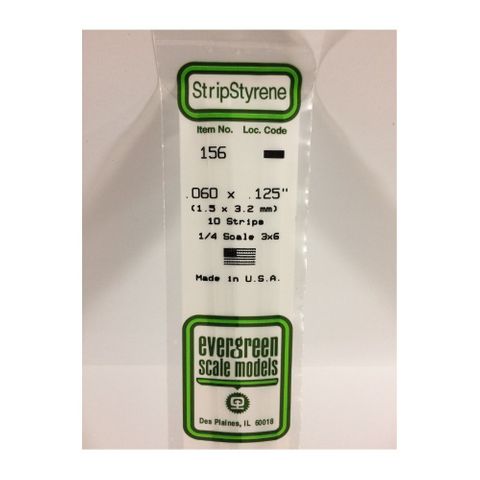 StripStyrene
Item No. Loc. Code
156
.060 x .125"
(1.5 x 3.2 mm)
10 Strips
1/4 Scale 3x6
Made in U.S.A.
evergreen
scale models
Des Plaines, IL 60018